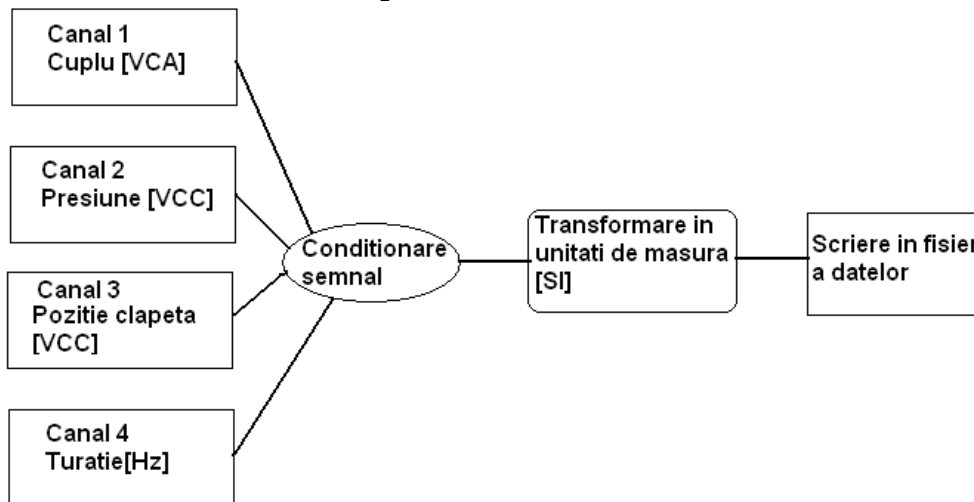 Canal 1
Cuplu [VCA]
Canal 2
Presiune [VCC]
Canal 3
Pozitie clapeta
[VCC]
Canal 4
Turatie[Hz]
Conditionare
semnal
Transformare in
unitati de masura
[SI]
Scriere in fisier
a datelor